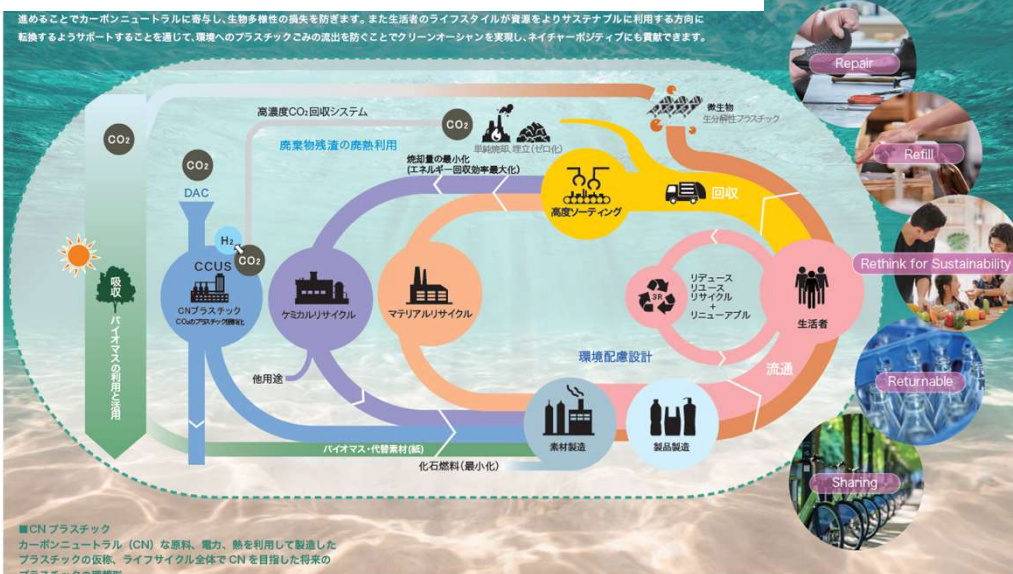 進めることでカーボンニュートラルに寄与し、生物多様性の損失を防ぎます。また生活者のライフスタイルが資源をよりサステナブルに利用する方向に
転換するようサポートすることを通じて、環境へのプラスチックごみの流出を防ぐことでクリーンオーシャンを実現し、ネイチャーポジティブにも貢献できます。
Repair
高濃度CO₂回収システム
CO₂
CO₂
微生物
生分解性プラスチック
廃棄物残渣の廃熱利用
単純焼却、埋立(ゼロ化)
Refill
CO₂
焼却量の最小化
(エネルギー回収効率最大化)
DAC
高度ソーティング
回収
H₂
CO₂
CCUS
Rethink for Sustainability
吸収
バイオマスの利用と活用
CNプラスチック
ケミカルリサイクル
マテリアルリサイクル
3R
リデュース
リユース
リサイクル
+
リニューアブル
生活者
環境配慮設計
流通
他用途
Returnable
バイオマス・代替素材(紙)
素材製造
製品製造
化石燃料(最小化)
Sharing
■CNプラスチック
カーボンニュートラル(CN)な原料、電力、熱を利用して製造した
プラスチックの仮称、ライフサイクル全体でCNを目指した将来の